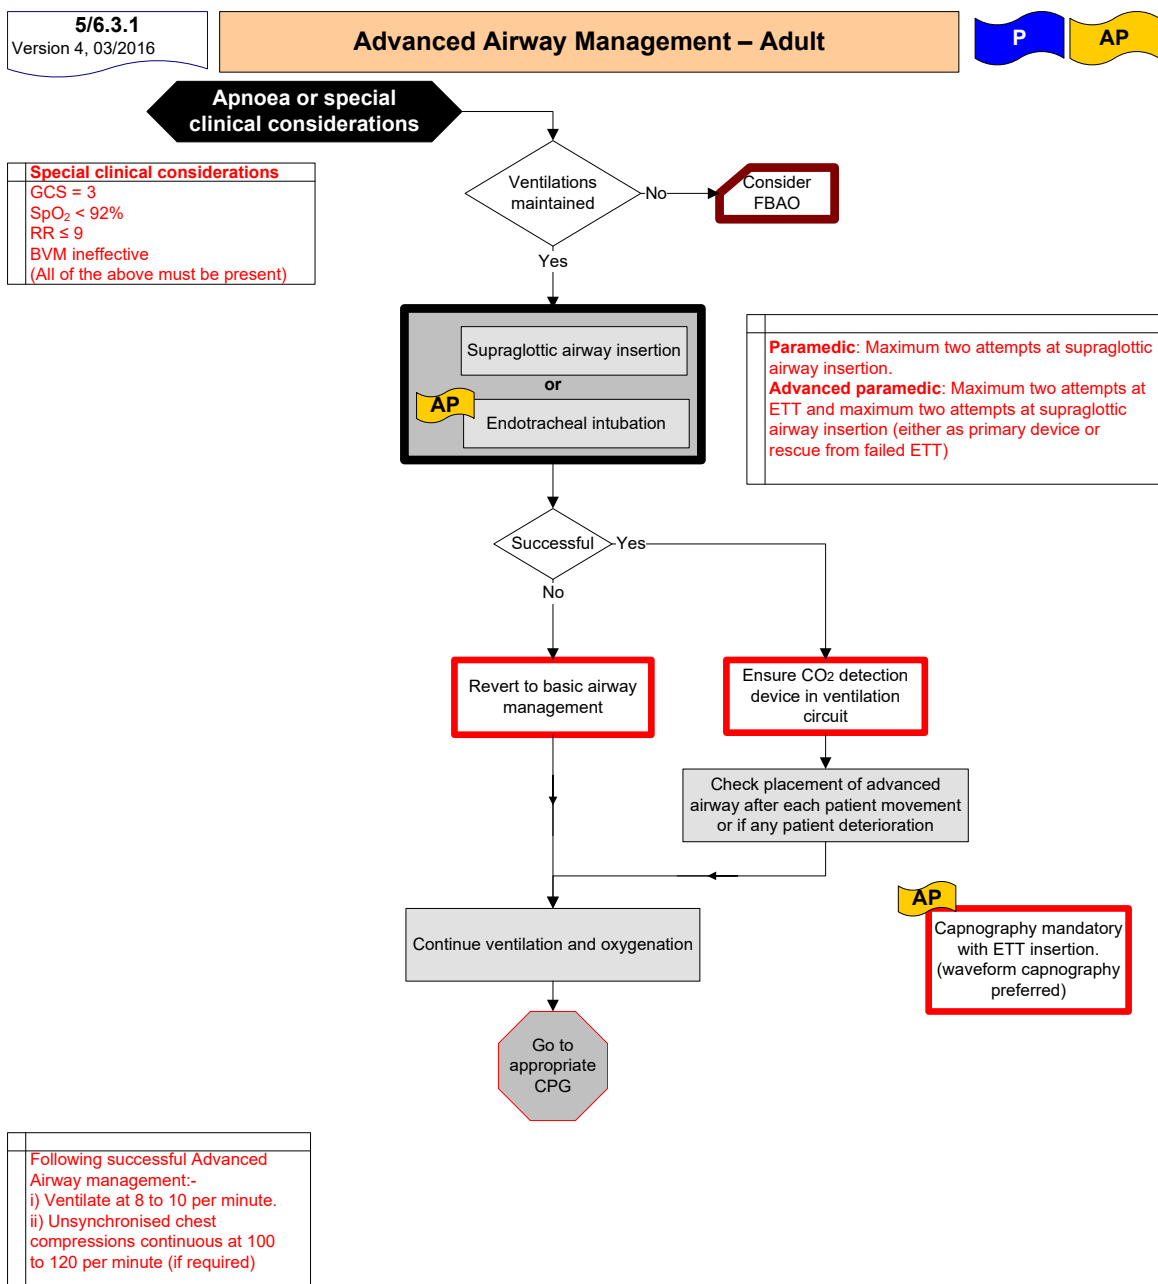 5/6.3.1
Version 4, 03/2016
Advanced Airway Management – Adult
P
AP
Apnoea or special
clinical considerations
Special clinical considerations
GCS = 3
SpO₂ < 92%
RR ≤ 9
BVM ineffective
(All of the above must be present)
Ventilations
maintained
No
Consider
FBAO
Yes
Supraglottic airway insertion
or
AP
Endotracheal intubation
Paramedic: Maximum two attempts at supraglottic
airway insertion.
Advanced paramedic: Maximum two attempts at
ETT and maximum two attempts at supraglottic
airway insertion (either as primary device or
rescue from failed ETT)
Successful
Yes
No
Revert to basic airway
management
Ensure CO2 detection
device in ventilation
circuit
Check placement of advanced
airway after each patient movement
or if any patient deterioration
Continue ventilation and oxygenation
AP
Capnography mandatory
with ETT insertion.
(waveform capnography
preferred)
Go to
appropriate
CPG
Following successful Advanced
Airway management:-
i) Ventilate at 8 to 10 per minute.
ii) Unsynchronised chest
compressions continuous at 100
to 120 per minute (if required)